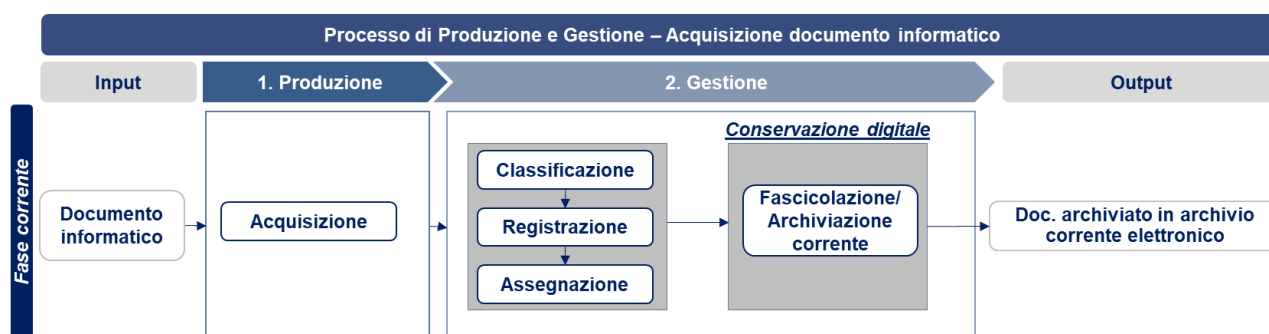 Processo di Produzione e Gestione – Acquisizione documento informatico
Input
1. Produzione
2. Gestione
Output
Fase corrente
Documento
informatico
Acquisizione
Classificazione
Registrazione
Assegnazione
Conservazione digitale
Fascicolazione/
Archiviazione
corrente
Doc. archiviato in archivio
corrente elettronico